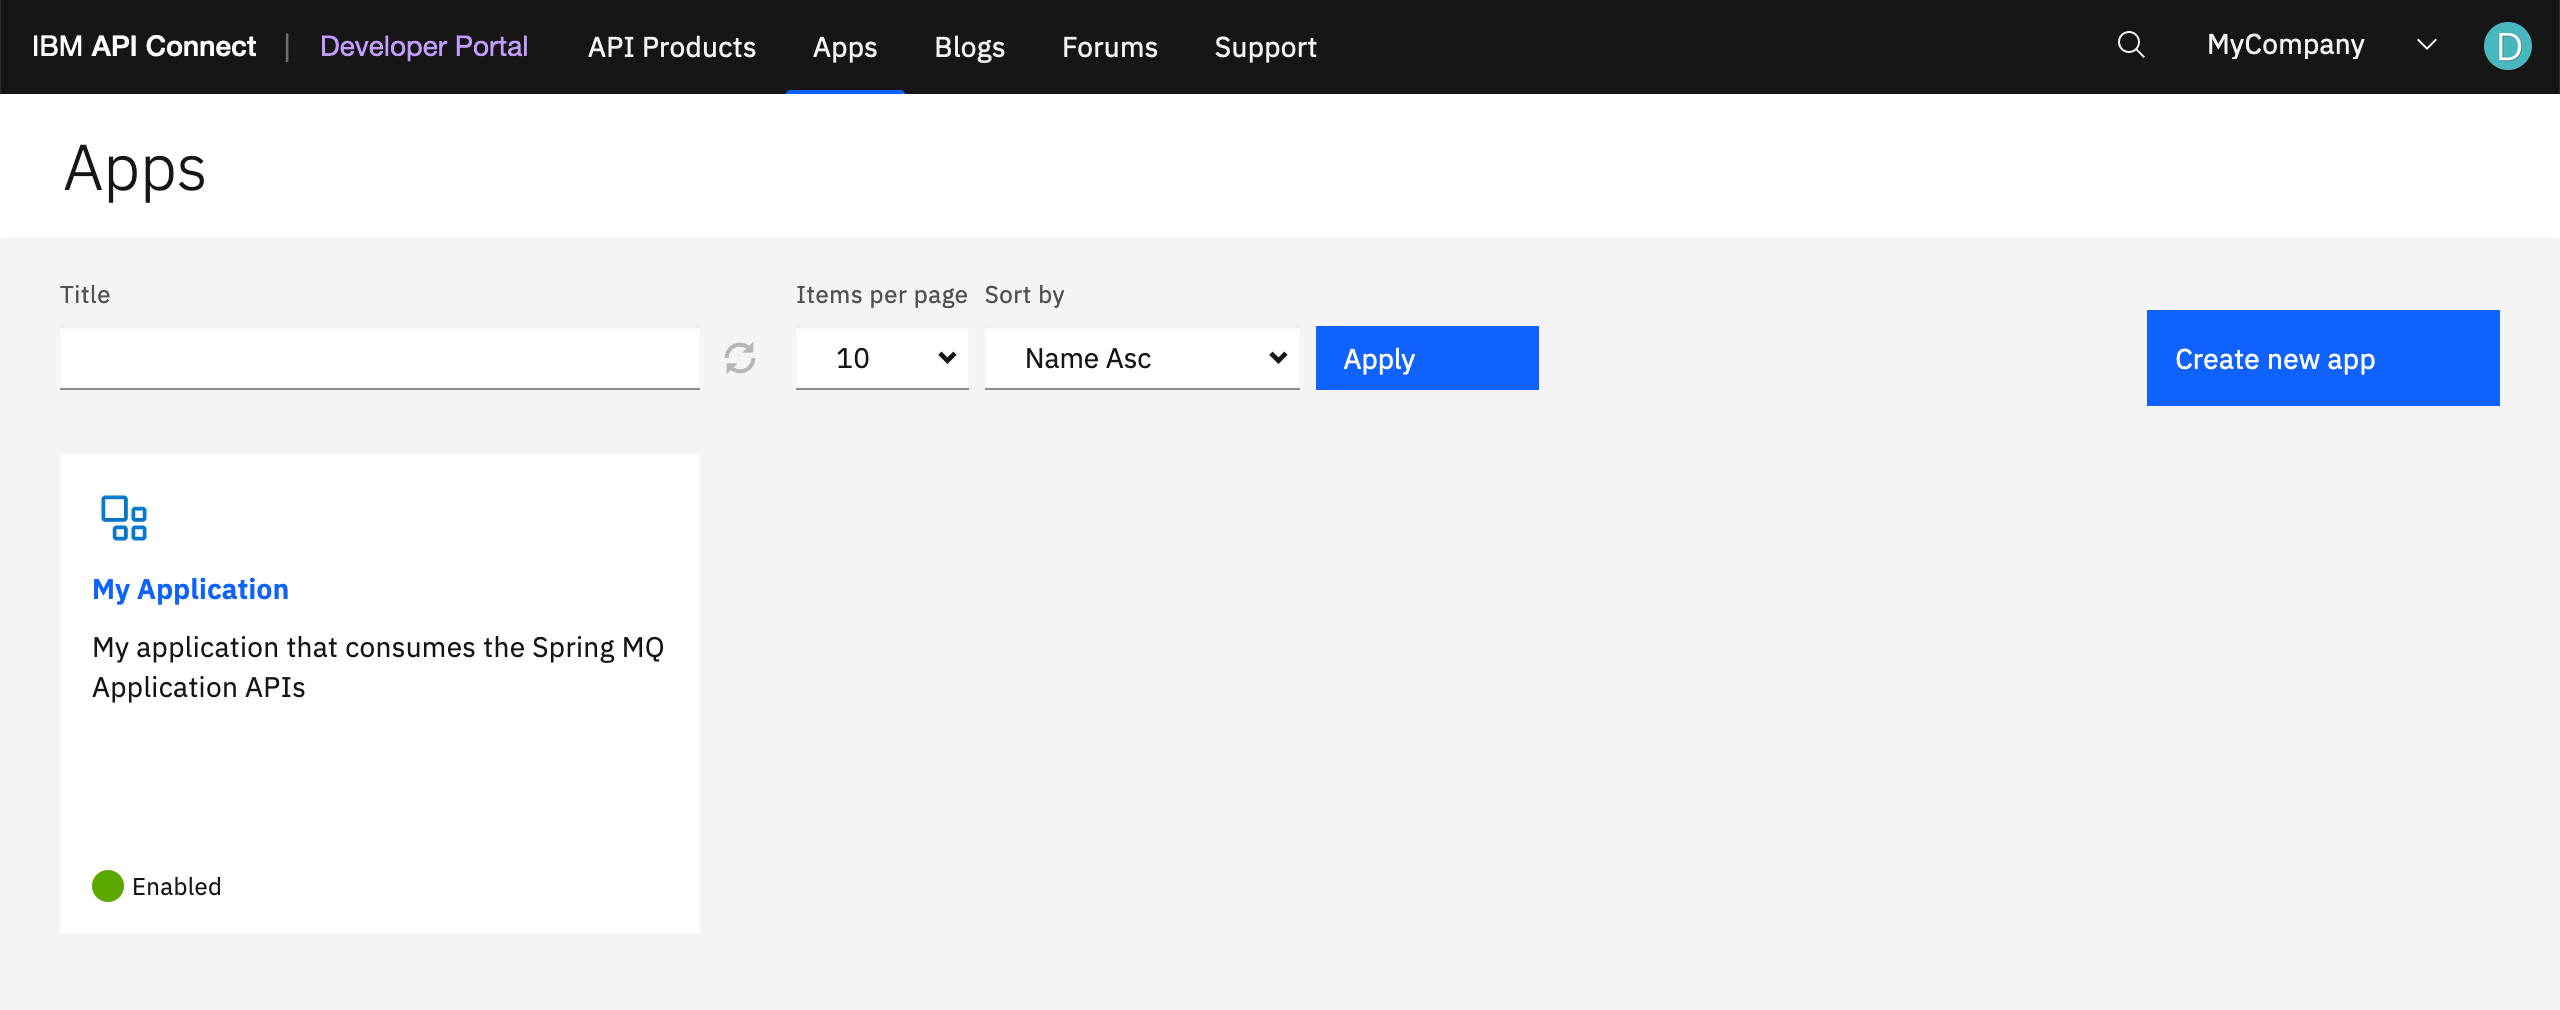 IBM API Connect | Developer Portal API Products Apps Blogs Forums Support MyCompany D
Apps
Title Items per page Sort by
10 Name Asc Apply Create new app
My Application
My application that consumes the Spring MQ
Application APIs
Enabled